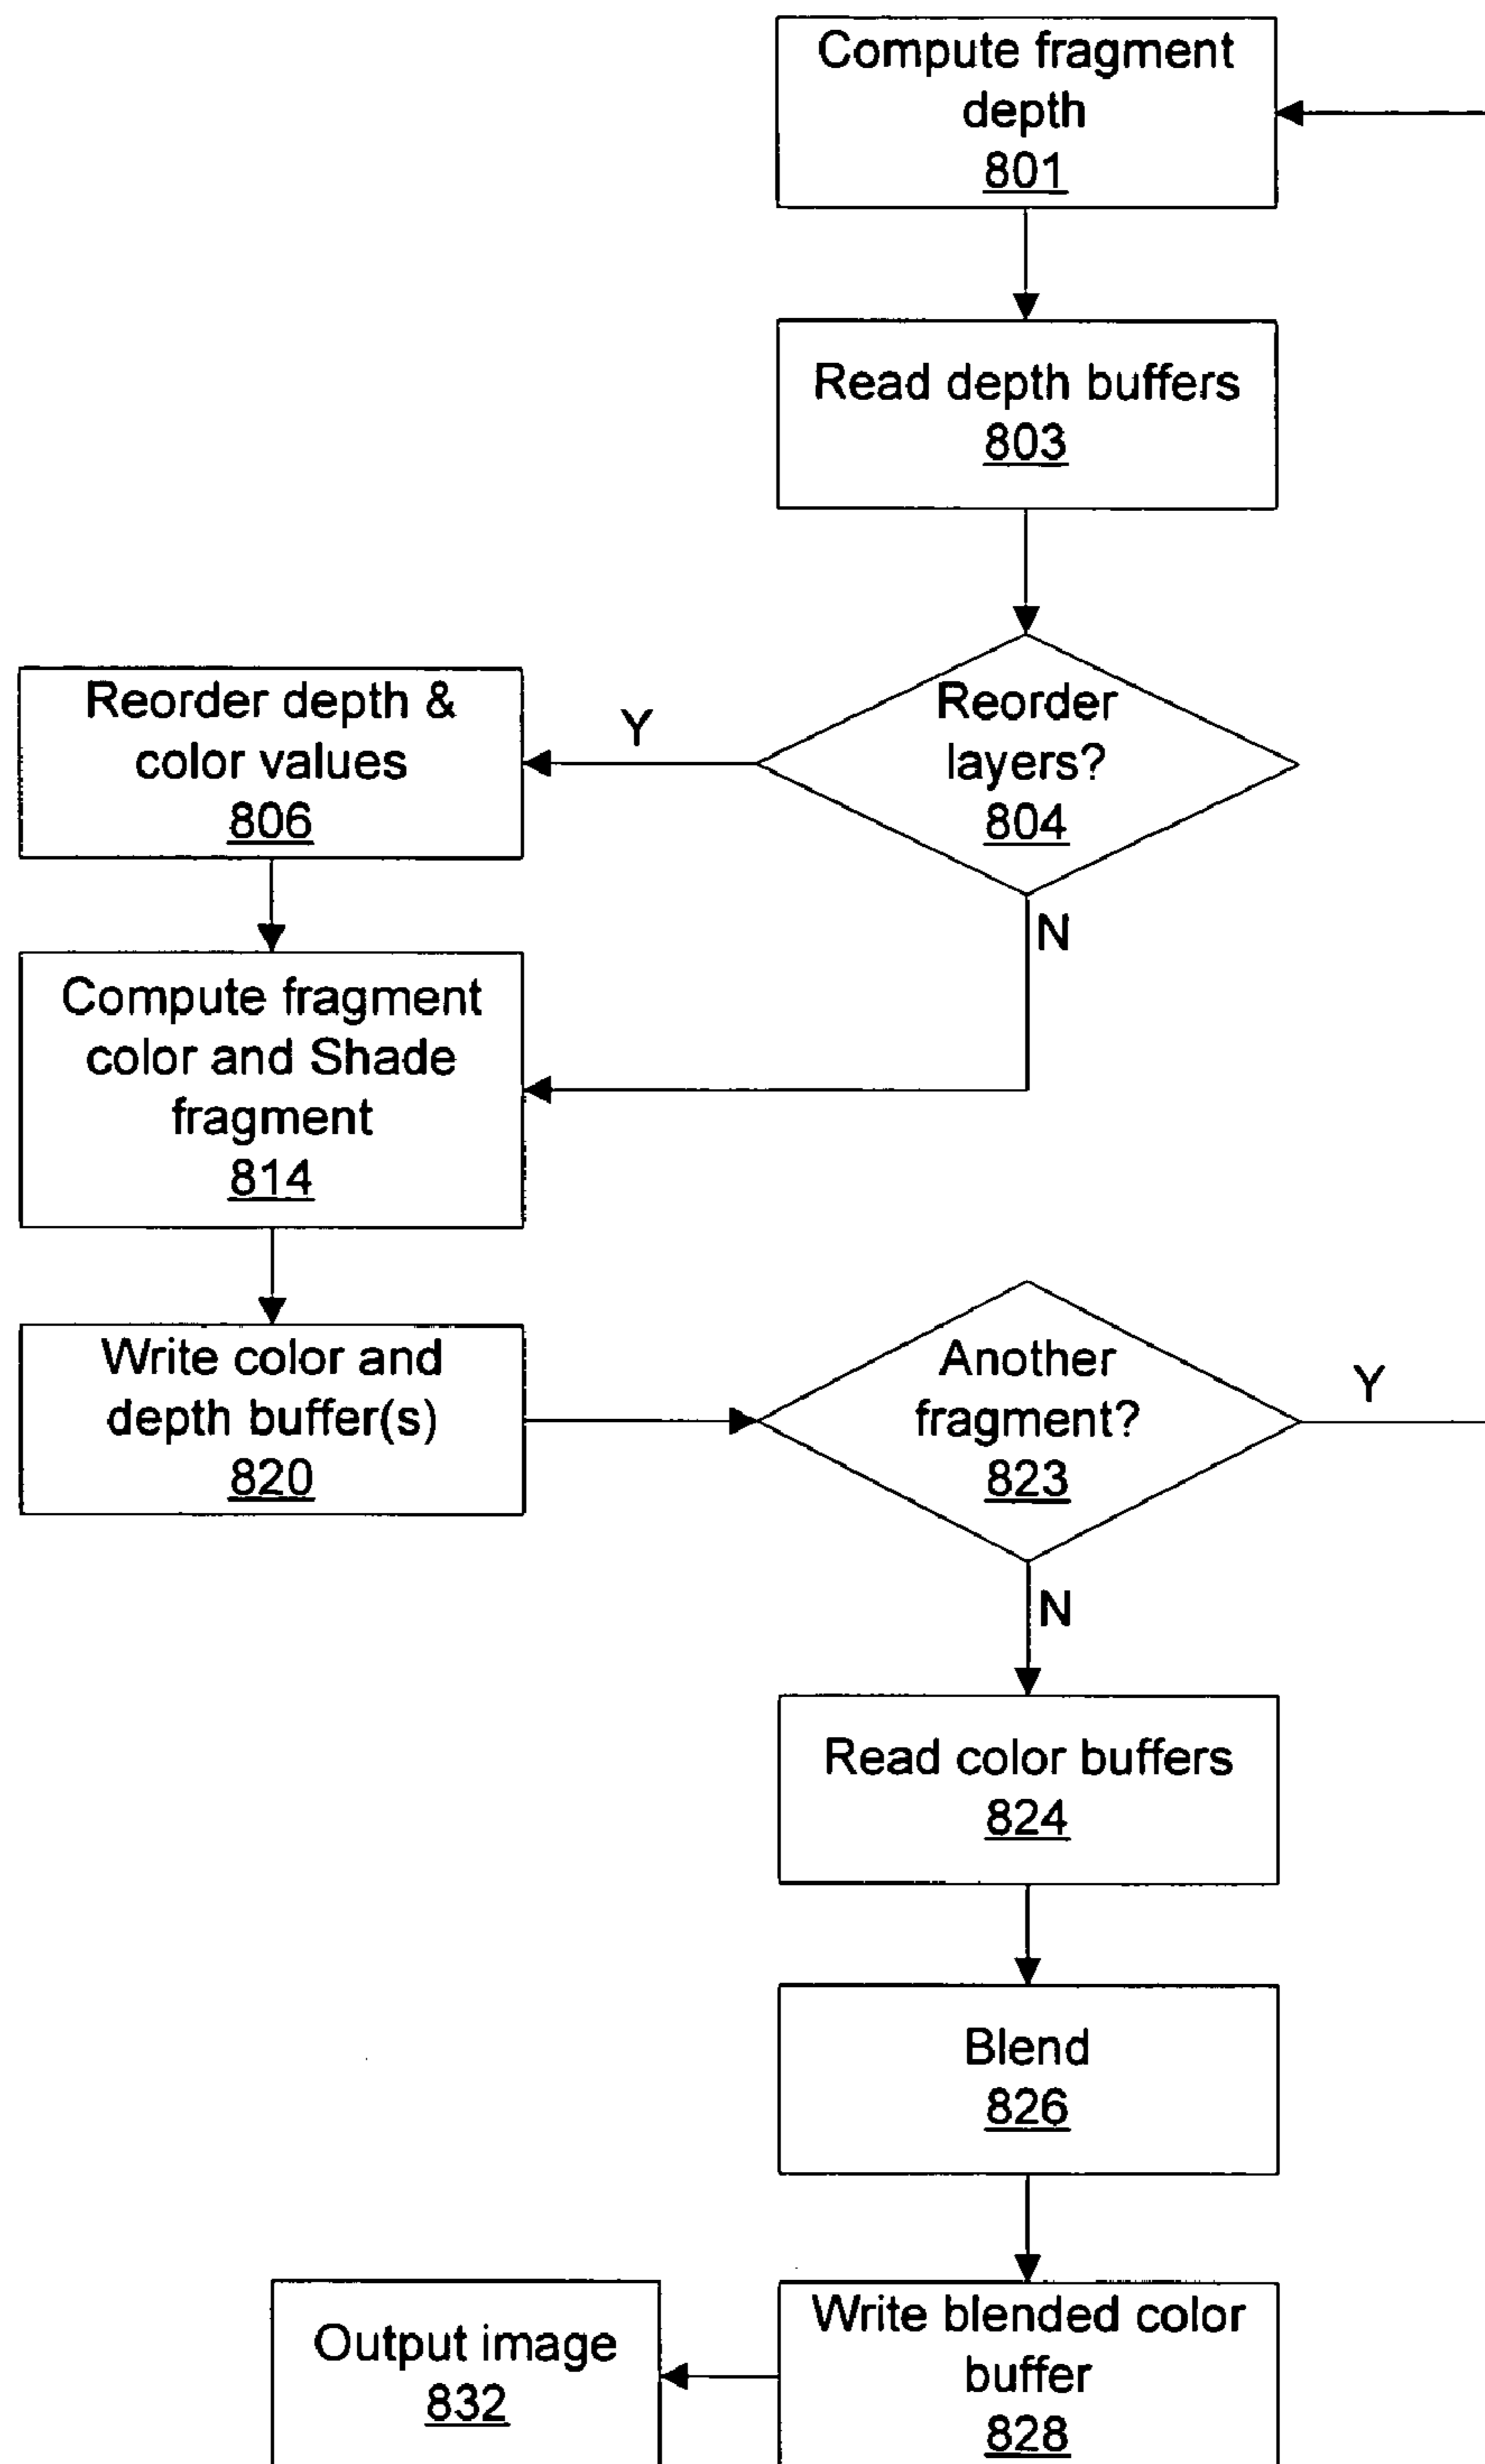 Compute fragment
depth
801
Read depth buffers
803
Reorder
layers?
804
Y
N
Reorder depth &
color values
806
Compute fragment
color and Shade
fragment
814
Write color and
depth buffer(s)
820
Another
fragment?
823
Y
N
Read color buffers
824
Blend
826
Write blended color
buffer
828
Output image
832